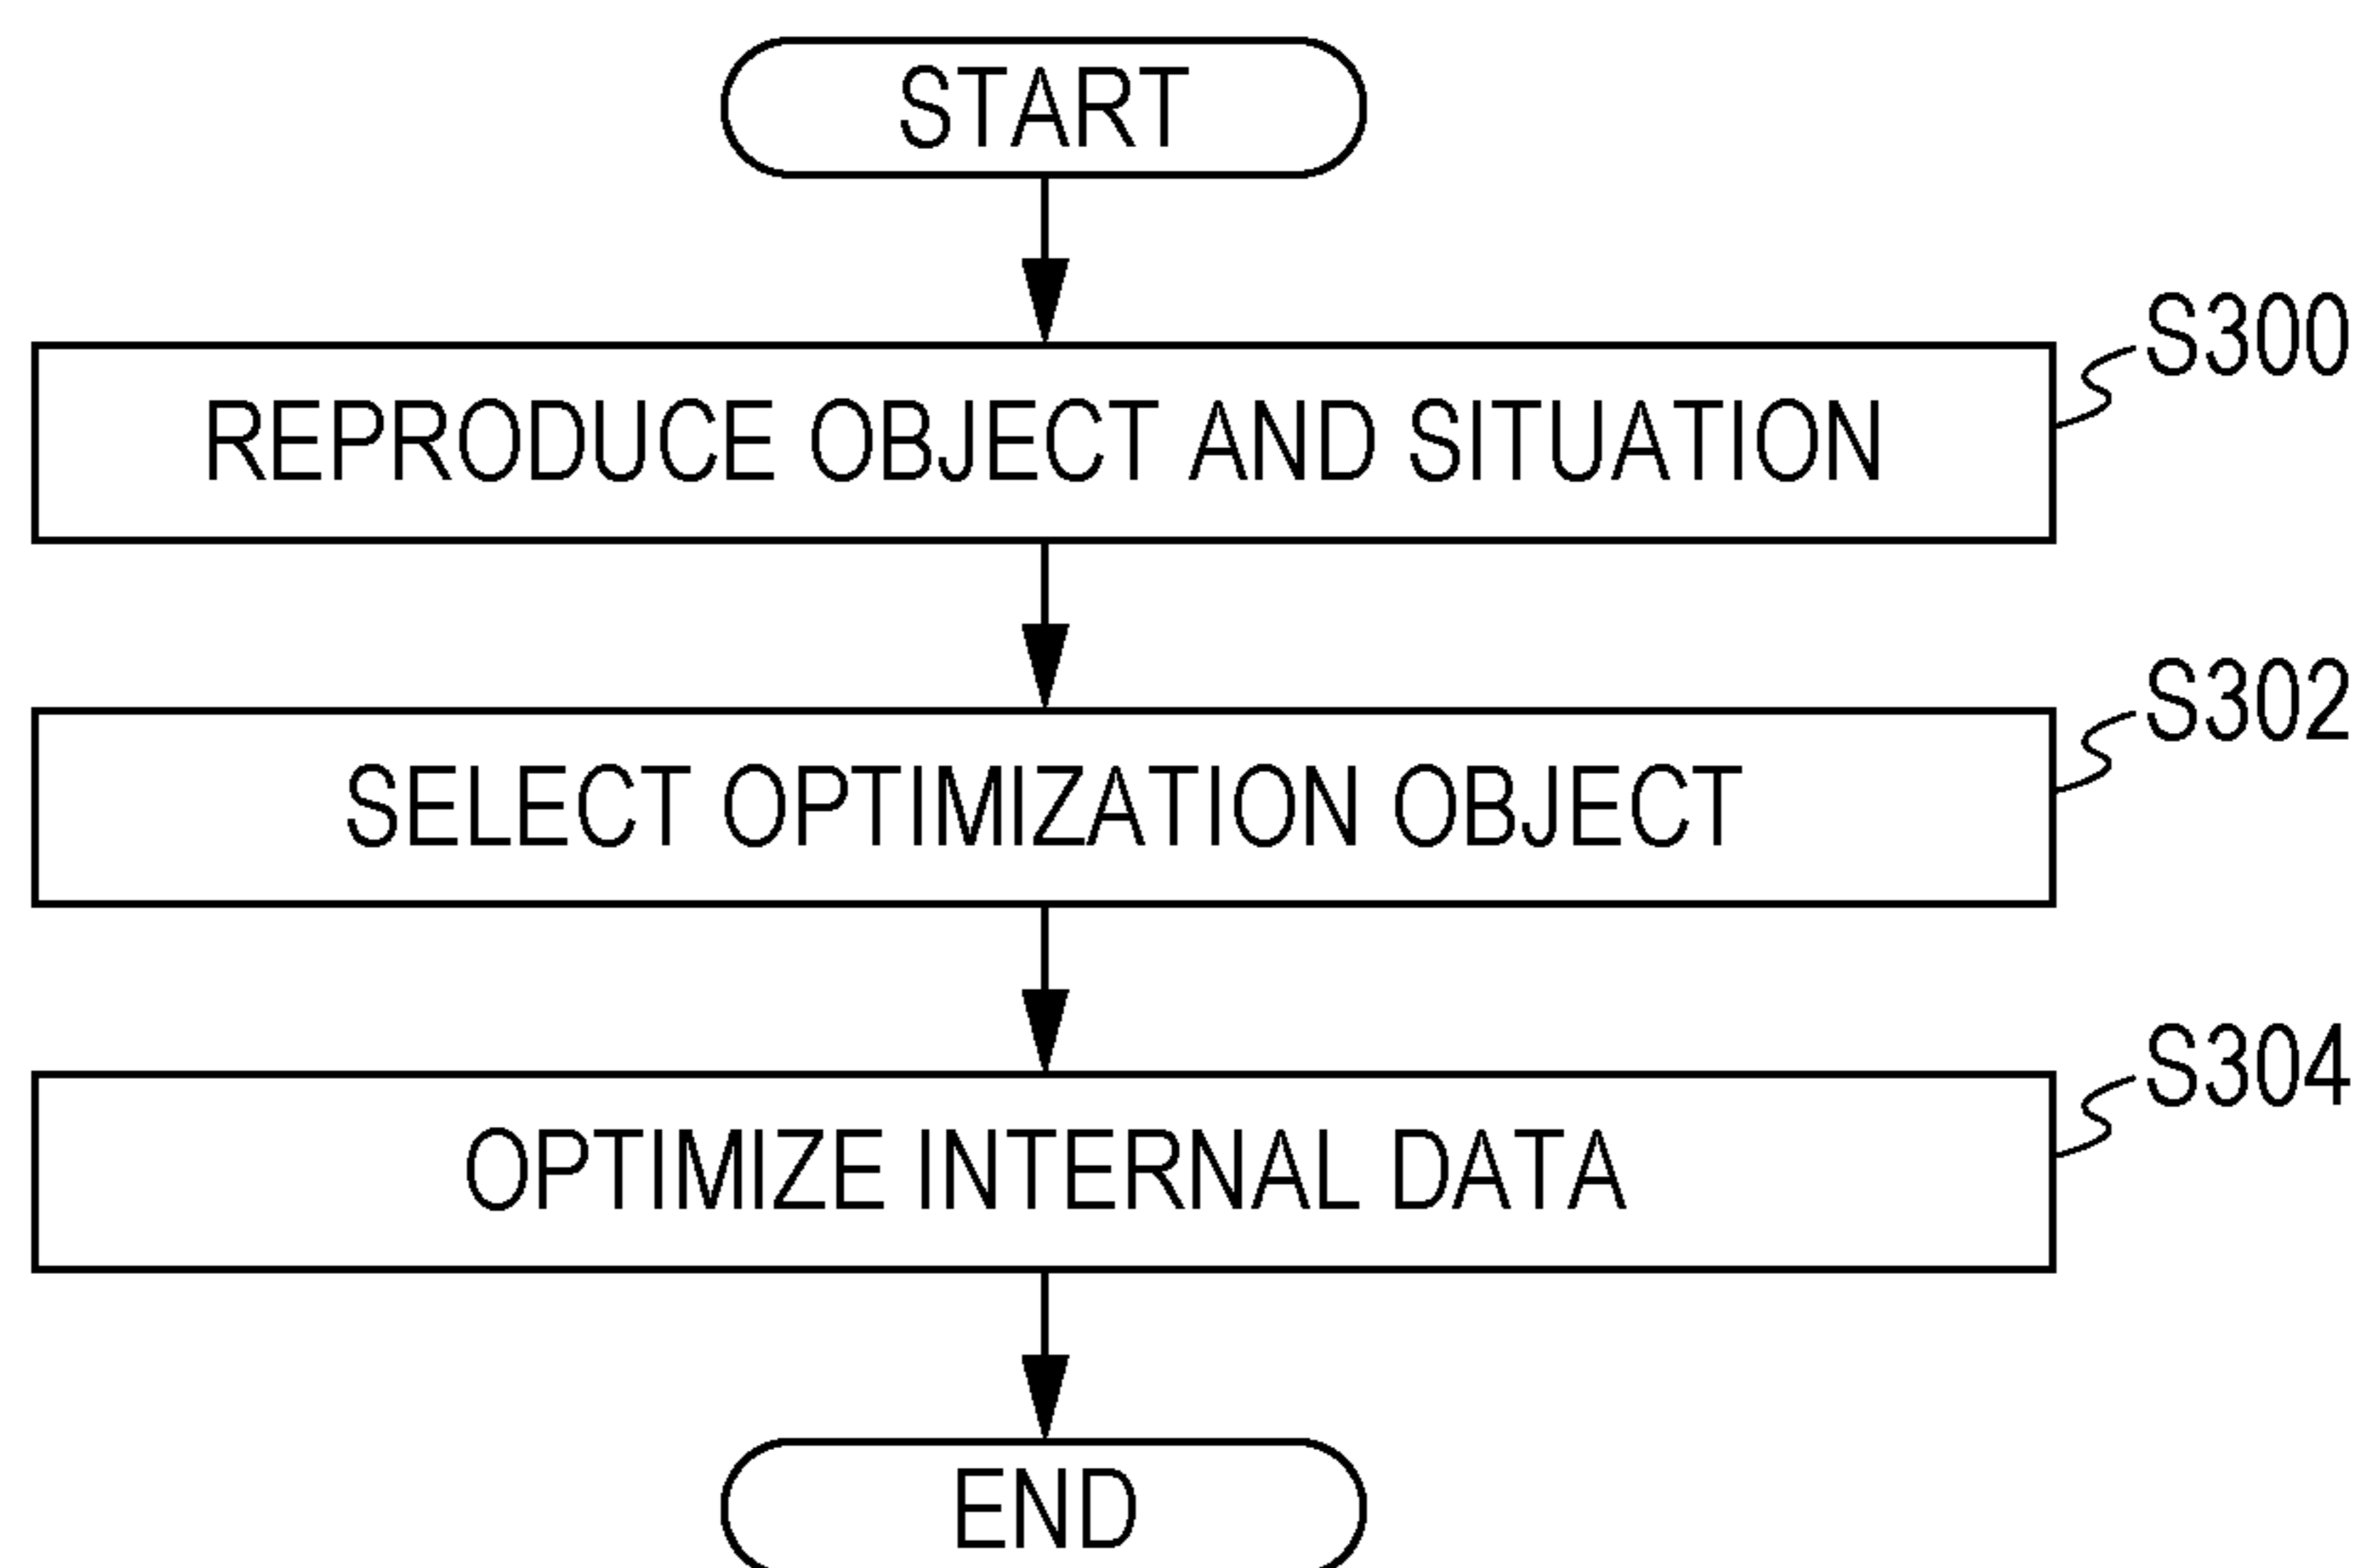 START
S300
REPRODUCE OBJECT AND SITUATION
S302
SELECT OPTIMIZATION OBJECT
S304
OPTIMIZE INTERNAL DATA
END